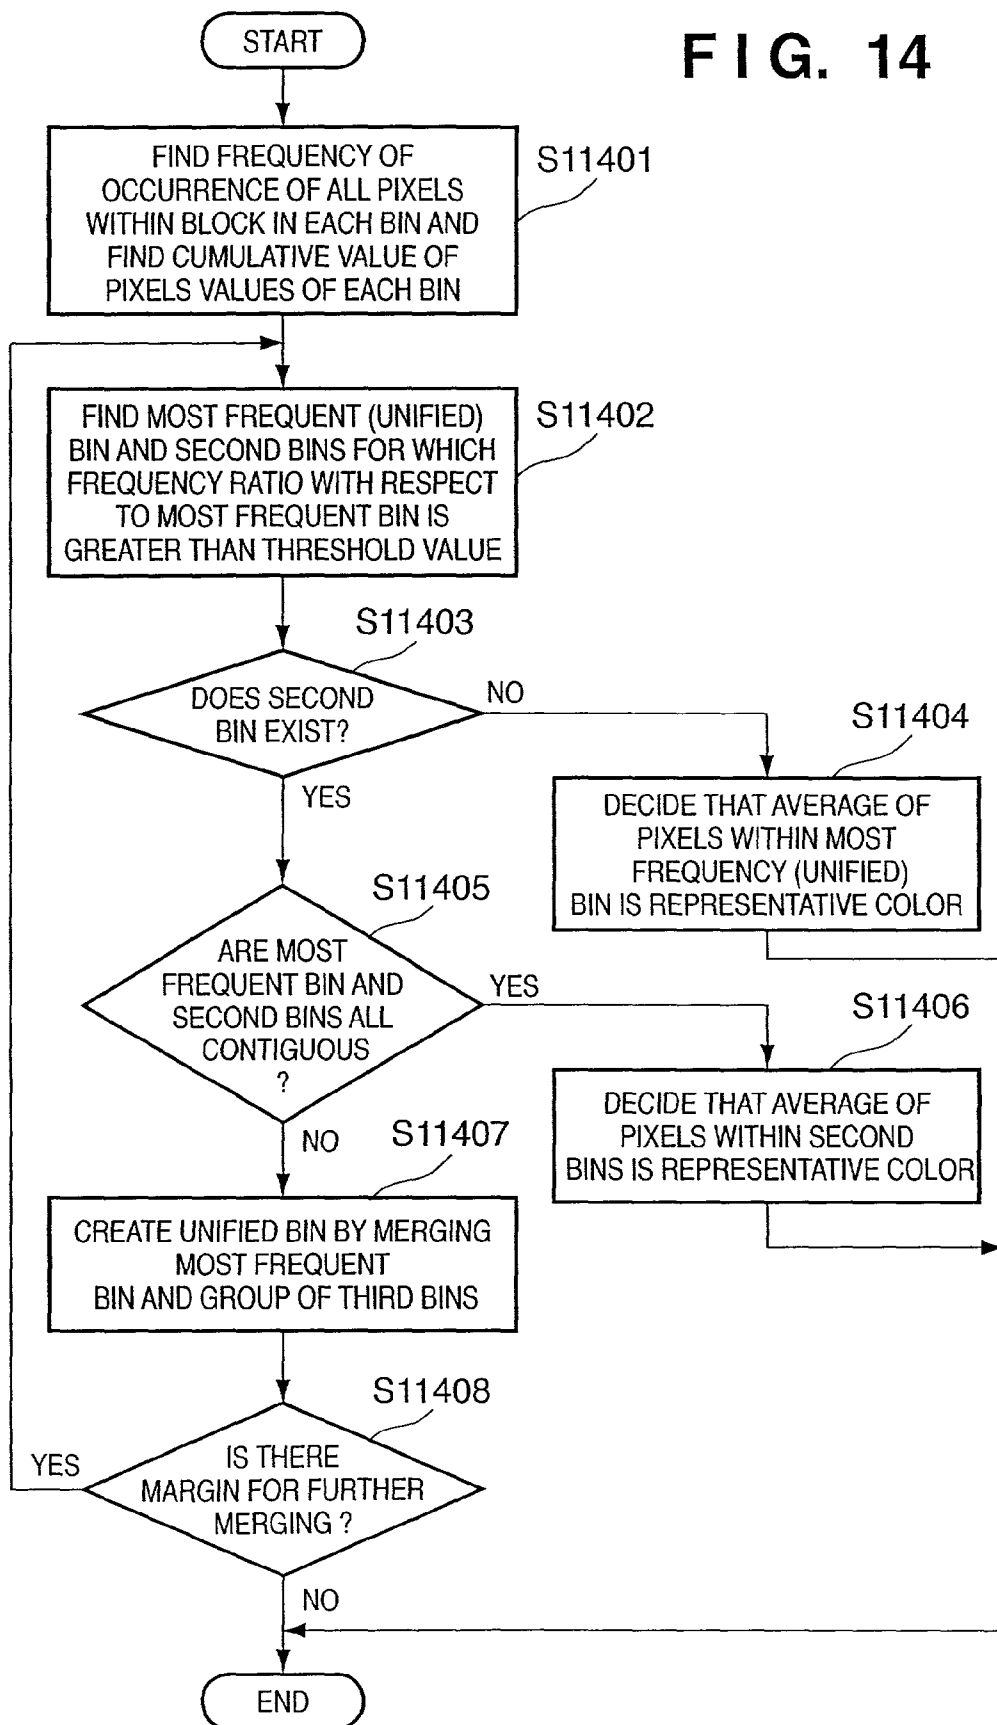 START
FIG. 14
FIND FREQUENCY OF
OCCURRENCE OF ALL PIXELS
WITHIN BLOCK IN EACH BIN AND
FIND CUMULATIVE VALUE OF
PIXELS VALUES OF EACH BIN
S11401
FIND MOST FREQUENT (UNIFIED)
BIN AND SECOND BINS FOR WHICH
FREQUENCY RATIO WITH RESPECT
TO MOST FREQUENT BIN IS
GREATER THAN THRESHOLD VALUE
S11402
S11403
DOES SECOND
BIN EXIST?
NO
YES
S11404
DECIDE THAT AVERAGE OF
PIXELS WITHIN MOST
FREQUENCY (UNIFIED)
BIN IS REPRESENTATIVE COLOR
S11405
ARE MOST
FREQUENT BIN AND
SECOND BINS ALL
CONTIGUOUS
?
YES
NO
S11406
DECIDE THAT AVERAGE OF
PIXELS WITHIN SECOND
BINS IS REPRESENTATIVE COLOR
S11407
CREATE UNIFIED BIN BY MERGING
MOST FREQUENT
BIN AND GROUP OF THIRD BINS
S11408
IS THERE
MARGIN FOR FURTHER
MERGING ?
YES
NO
END